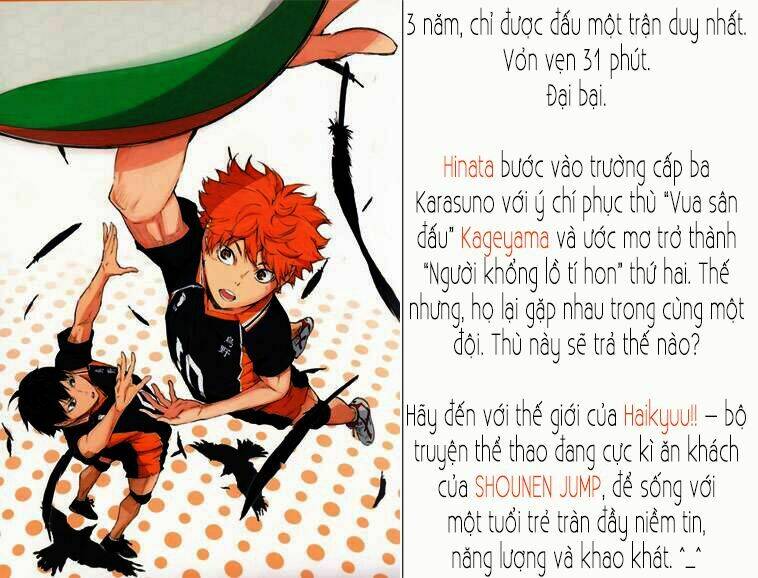 3 năm, chỉ được đấu một trận duy nhất.
Vỏn vẹn 31 phút.
Đại bại.
Hinata bước vào trường cấp ba
Karasuno với ý chí phục thù “Vua sân
đấu” Kageyama và ước mơ trở thành
“Người khổng lồ tí hon” thứ hai. Thế
nhưng, họ lại gặp nhau trong cùng một
đội. Thù này sẽ trả thế nào?
Hãy đến với thế giới của Haikyuu!! – bộ
truyện thể thao đang cực kì ăn khách
của SHOUNEN JUMP, để sống với
một tuổi trẻ tràn đầy niềm tin,
năng lượng và khao khát. ^_^
烏野
10